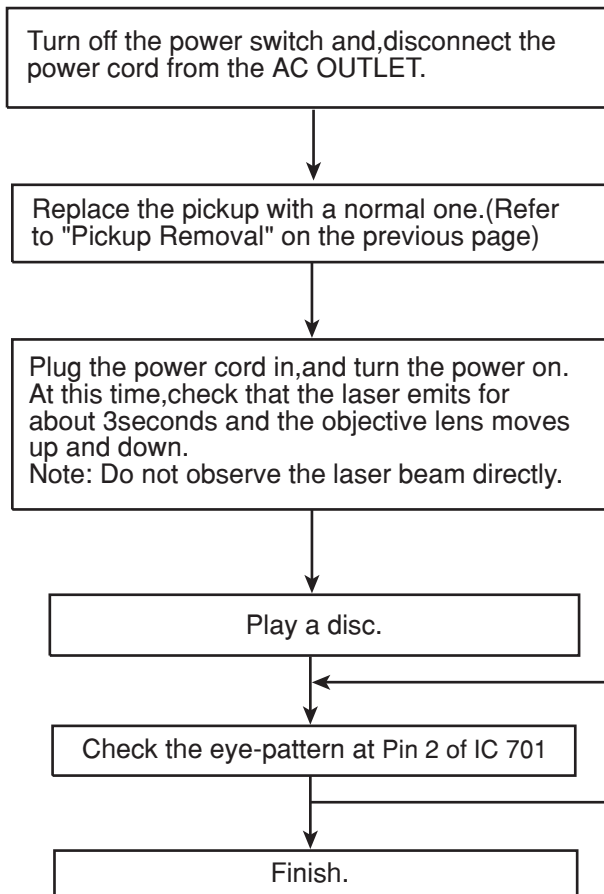 Turn off the power switch and,disconnect the
power cord from the AC OUTLET.
Replace the pickup with a normal one.(Refer
to "Pickup Removal" on the previous page)
Plug the power cord in,and turn the power on.
At this time,check that the laser emits for
about 3seconds and the objective lens moves
up and down.
Note: Do not observe the laser beam directly.
Play a disc.
Check the eye-pattern at Pin 2 of IC 701
Finish.